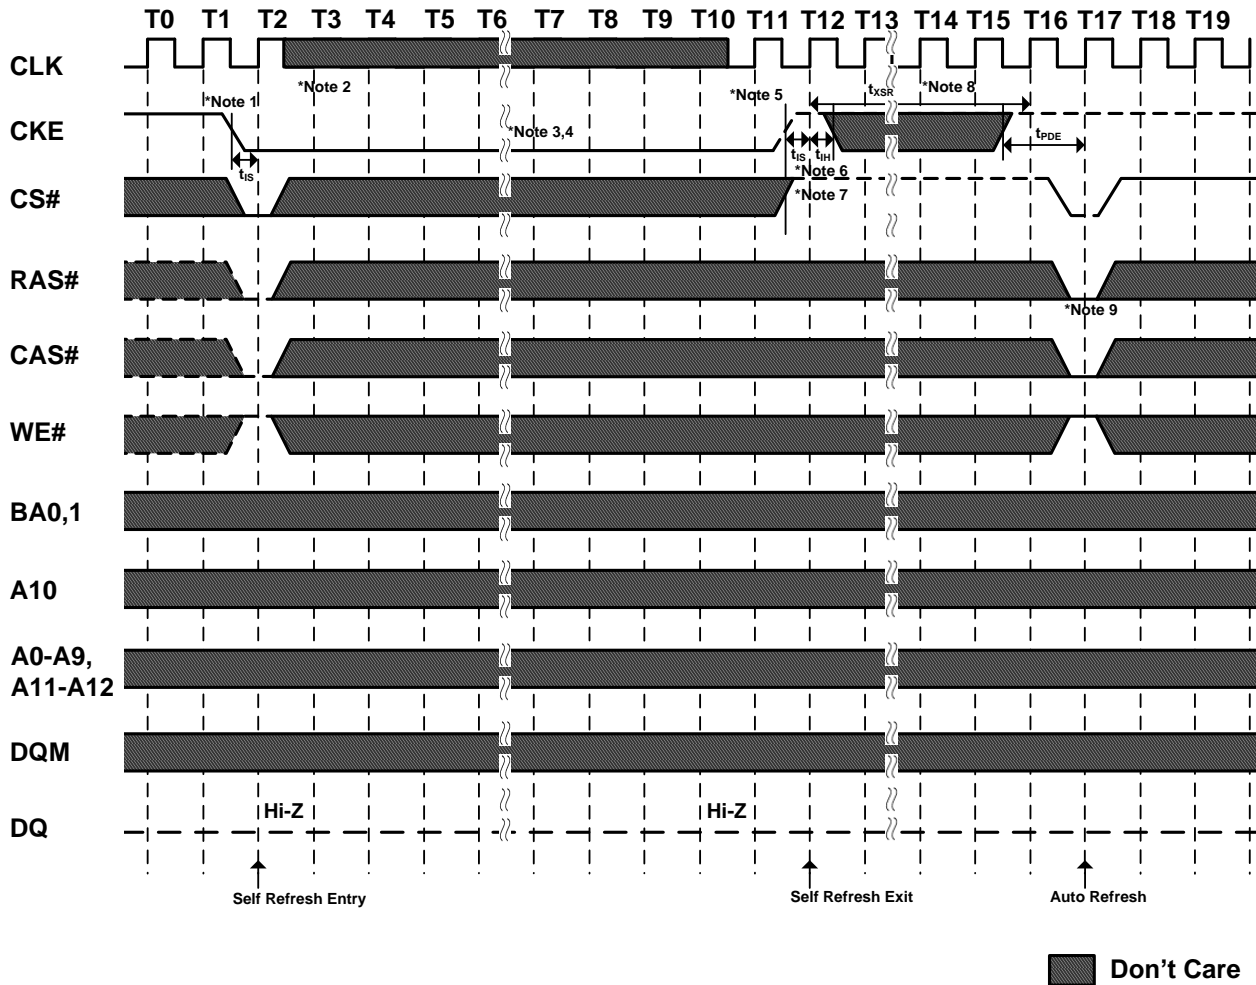 T0 T1 T2 T3 T4 T5 T6 T7 T8 T9 T10 T11 T12 T13 T14 T15 T16 T17 T18 T19
CLK
*Note 1
*Note 2
*Note 5
tXSR
*Note 8
CKE
*Note 3,4
tIS
tIS
tIH
tPDE
*Note 6
CS#
*Note 7
RAS#
*Note 9
CAS#
WE#
BA0,1
A10
A0-A9,
A11-A12
DQM
Hi-Z
Hi-Z
DQ
Self Refresh Entry
Self Refresh Exit
Auto Refresh
Don't Care